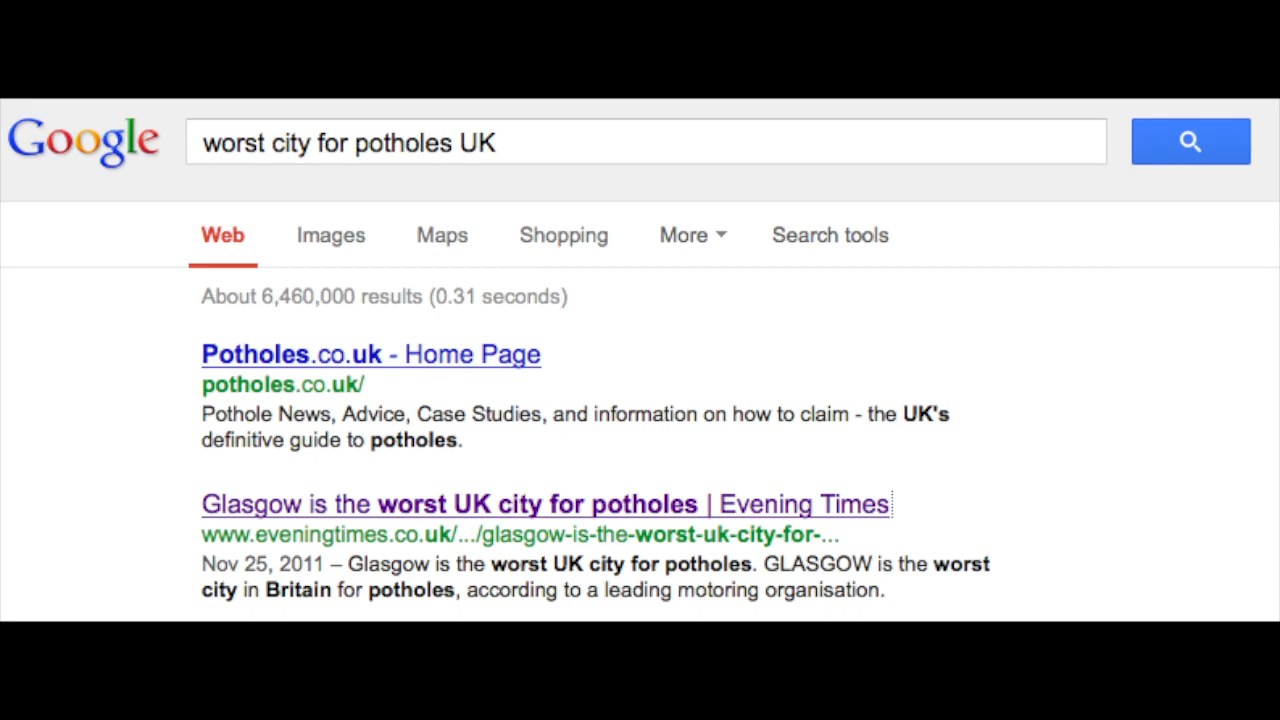 Google
worst city for potholes UK
Web Images Maps Shopping More Search tools
About 6,460,000 results (0.31 seconds)
Potholes.co.uk - Home Page
potholes.co.uk/
Pothole News, Advice, Case Studies, and information on how to claim - the UK's
definitive guide to potholes.
Glasgow is the worst UK city for potholes | Evening Times
www.eveningtimes.co.uk/.../glasgow-is-the-worst-uk-city-for-...
Nov 25, 2011 – Glasgow is the worst UK city for potholes. GLASGOW is the worst
city in Britain for potholes, according to a leading motoring organisation.